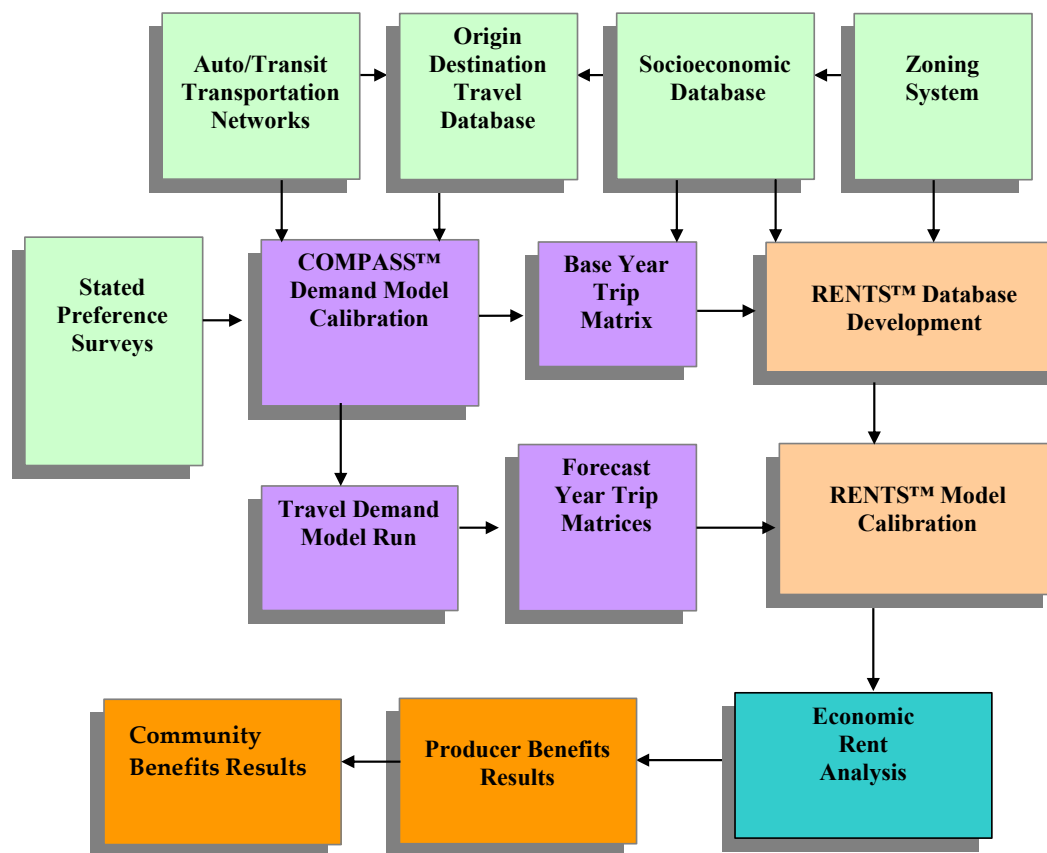 Auto/Transit
Transportation
Networks
Origin
Destination
Travel
Database
Socioeconomic
Database
Zoning
System
Stated
Preference
Surveys
COMPASS™
Demand Model
Calibration
Base Year
Trip
Matrix
RENTS™ Database
Development
Travel Demand
Model Run
Forecast
Year Trip
Matrices
RENTS™ Model
Calibration
Community
Benefits Results
Producer Benefits
Results
Economic
Rent
Analysis